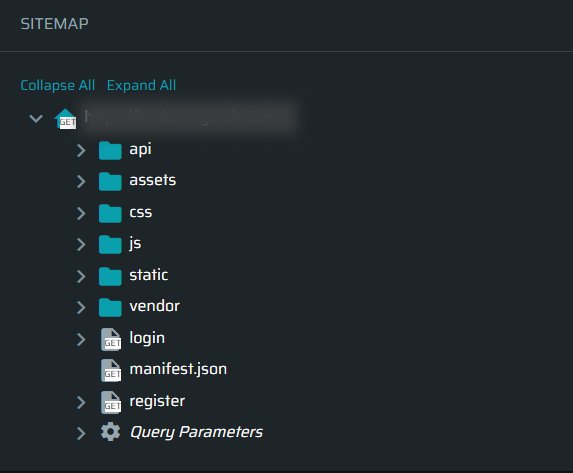 SITEMAP
Collapse All Expand All
GET
api
assets
css
js
static
vendor
GET login
GET manifest.json
GET register
Query Parameters